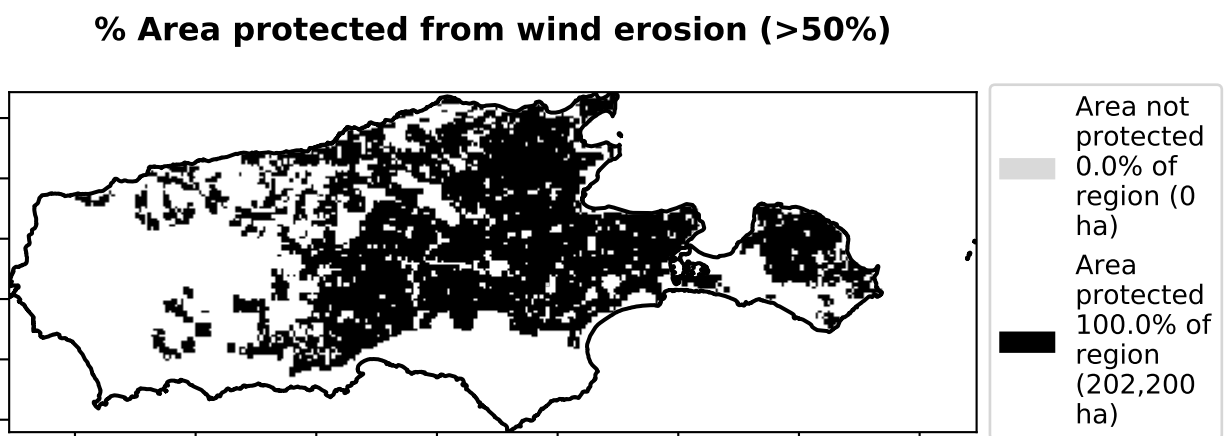 % Area protected from wind erosion (>50%)
Area not
protected
0.0% of
region (0
ha)
Area
protected
100.0% of
region
(202,200
ha)